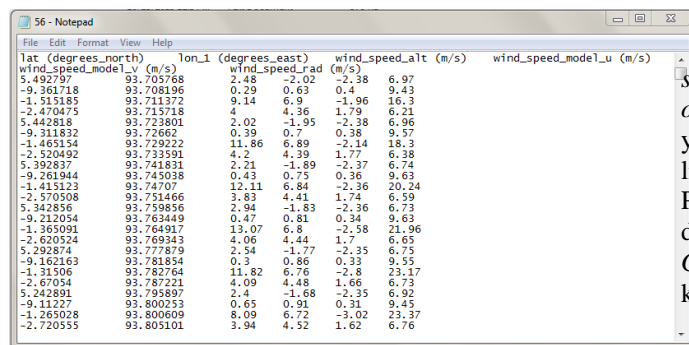 56 - Notepad
File Edit Format View Help
lat (degrees_north) lon_1 (degrees_east) wind_speed_alt (m/s) wind_speed_model_u (m/s)
wind_speed_model_v (m/s) wind_speed_rad (m/s)
5.492797 93.705768 2.48 -2.02 -2.38 6.97
-9.361718 93.708196 0.29 0.63 0.4 9.43
-1.515185 93.711372 9.14 6.9 -1.96 16.3
-2.470475 93.715718 4 4.36 1.79 6.21
5.442818 93.723801 2.02 -1.95 -2.38 6.96
-9.311832 93.72662 0.39 0.7 0.38 9.57
-1.465154 93.729222 11.86 6.89 -2.14 18.3
-2.520492 93.733591 4.2 4.39 1.77 6.38
5.392837 93.741831 2.21 -1.89 -2.37 6.74
-9.261944 93.745038 0.43 0.75 0.36 9.63
-1.415123 93.74707 12.11 6.84 -2.36 20.24
-2.570508 93.751466 3.83 4.41 1.74 6.59
5.342856 93.759856 2.94 -1.83 -2.36 6.73
-9.212054 93.763449 0.47 0.81 0.34 9.63
-1.365091 93.764917 13.07 6.8 -2.58 21.96
-2.620524 93.769343 4.06 4.44 1.7 6.65
5.292874 93.777879 2.54 -1.77 -2.35 6.75
-9.162163 93.781854 0.3 0.86 0.33 9.55
-1.31506 93.782764 11.82 6.76 -2.8 23.17
-2.67054 93.787221 4.09 4.48 1.66 6.73
5.242891 93.795897 2.4 -1.68 -2.35 6.92
-9.11227 93.800253 0.65 0.91 0.31 9.45
-1.265028 93.800609 8.09 6.72 -3.02 23.37
-2.720555 93.805101 3.94 4.52 1.62 6.76